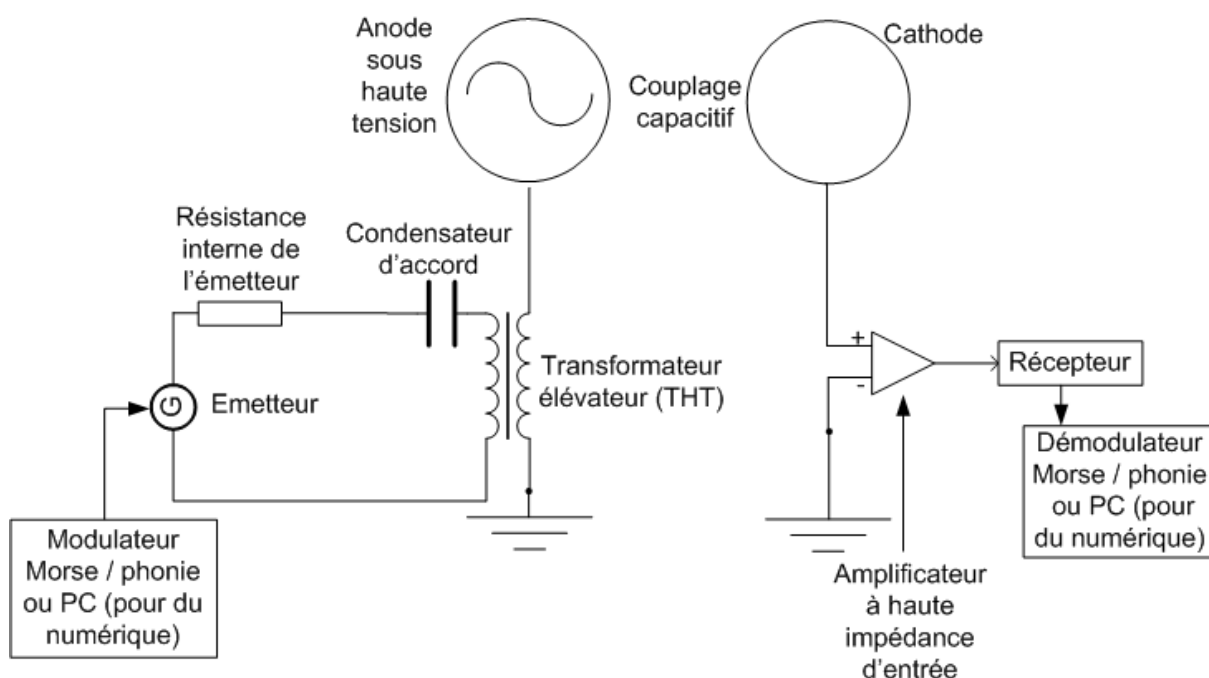 Anode
sous
haute
tension
Couplage
capacitif
Cathode
Résistance
interne de
l'émetteur
Condensateur
d'accord
G
Emetteur
Transformateur
élévateur (THT)
+
-
Récepteur
Modulateur
Morse / phonie
ou PC (pour du
numérique)
Amplificateur
à haute
impédance
d'entrée
Démodulateur
Morse / phonie
ou PC (pour
du numérique)